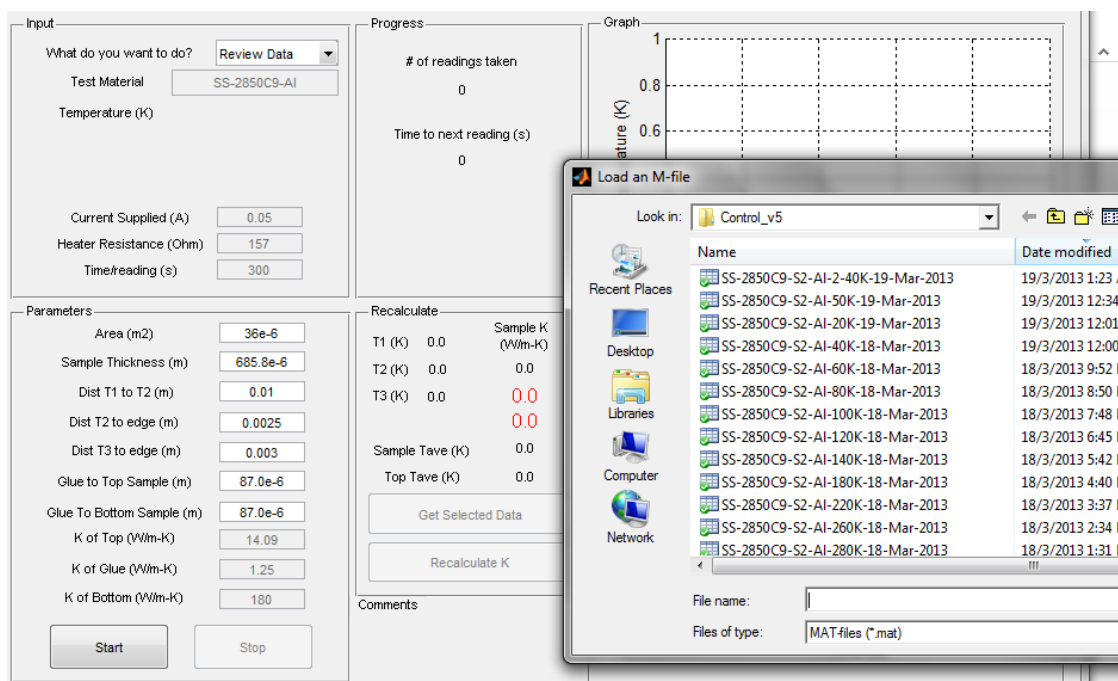 Input
What do you want to do? Review Data
Test Material SS-2850C9-AI
Temperature (K)
Current Supplied (A) 0.05
Heater Resistance (Ohm) 157
Time/reading (s) 300
Progress
# of readings taken
0
Time to next reading (s)
0
Graph
1
0.8
0.6
ature (K)
Parameters
Area (m2) 36e-6
Sample Thickness (m) 685.8e-6
Dist T1 to T2 (m) 0.01
Dist T2 to edge (m) 0.0025
Dist T3 to edge (m) 0.003
Glue to Top Sample (m) 87.0e-6
Glue To Bottom Sample (m) 87.0e-6
K of Top (W/m-K) 14.09
K of Glue (W/m-K) 1.25
K of Bottom (W/m-K) 180
Start Stop
Recalculate
Sample K
(W/m-K)
T1 (K) 0.0
T2 (K) 0.0 0.0
T3 (K) 0.0 0.0
0.0
Sample Tave (K) 0.0
Top Tave (K) 0.0
Get Selected Data
Recalculate K
Comments
Load an M-file
Look in: Control_v5
Recent Places
Desktop
Libraries
Computer
Network
Name Date modified
SS-2850C9-S2-AI-2-40K-19-Mar-2013 19/3/2013 1:23
SS-2850C9-S2-AI-50K-19-Mar-2013 19/3/2013 12:34
SS-2850C9-S2-AI-20K-19-Mar-2013 19/3/2013 12:01
SS-2850C9-S2-AI-40K-18-Mar-2013 19/3/2013 12:00
SS-2850C9-S2-AI-60K-18-Mar-2013 18/3/2013 9:52
SS-2850C9-S2-AI-80K-18-Mar-2013 18/3/2013 8:50
SS-2850C9-S2-AI-100K-18-Mar-2013 18/3/2013 7:48
SS-2850C9-S2-AI-120K-18-Mar-2013 18/3/2013 6:45
SS-2850C9-S2-AI-140K-18-Mar-2013 18/3/2013 5:42
SS-2850C9-S2-AI-180K-18-Mar-2013 18/3/2013 4:40
SS-2850C9-S2-AI-220K-18-Mar-2013 18/3/2013 3:37
SS-2850C9-S2-AI-260K-18-Mar-2013 18/3/2013 2:34
SS-2850C9-S2-AI-280K-18-Mar-2013 18/3/2013 1:31
File name:
Files of type: MAT-files (*.mat)